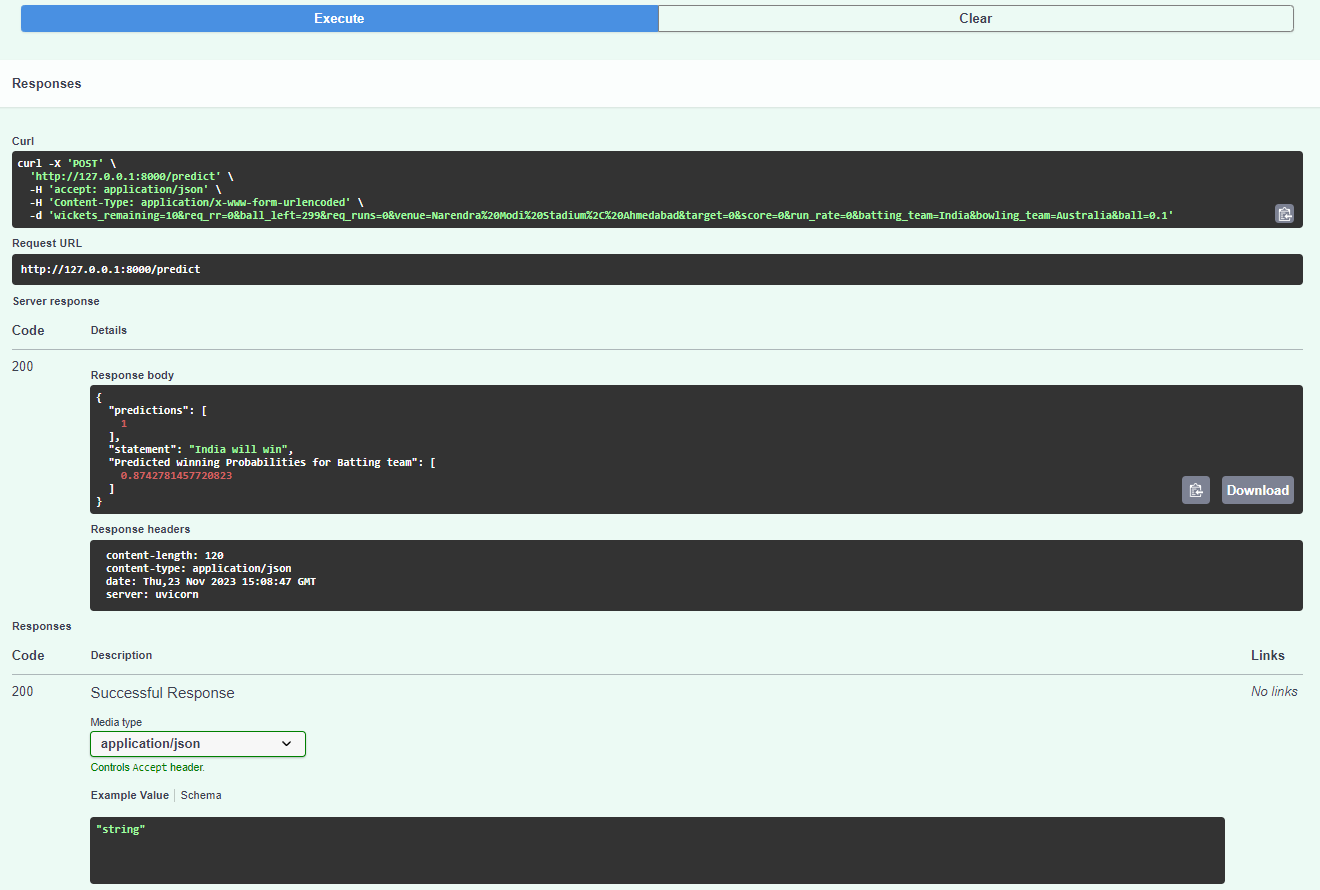 Execute
Clear
Responses
Curl
curl -X 'POST' \
'http://127.0.0.1:8000/predict' \
-H 'accept: application/json' \
-H 'Content-Type: application/x-www-form-urlencoded' \
-d 'wickets_remaining=10&req_rr=0&ball_left=299&req_runs=0&venue=Narendra%20Modi%20Stadium%2C%20Ahmedabad&target=0&score=0&run_rate=0&batting_team=India&bowling_team=Australia&ball=0.1'
Request URL
http://127.0.0.1:8000/predict
Server response
Code Details
200
Response body
{
"predictions": [
1
],
"statement": "India will win",
"Predicted winning Probabilities for Batting team": [
0.8742781457720823
]
}
Download
Response headers
content-length: 120
content-type: application/json
date: Thu,23 Nov 2023 15:08:47 GMT
server: uvicorn
Responses
Code Description Links
200 Successful Response No links
Media type
application/json
Controls Accept header.
Example Value Schema
"string"